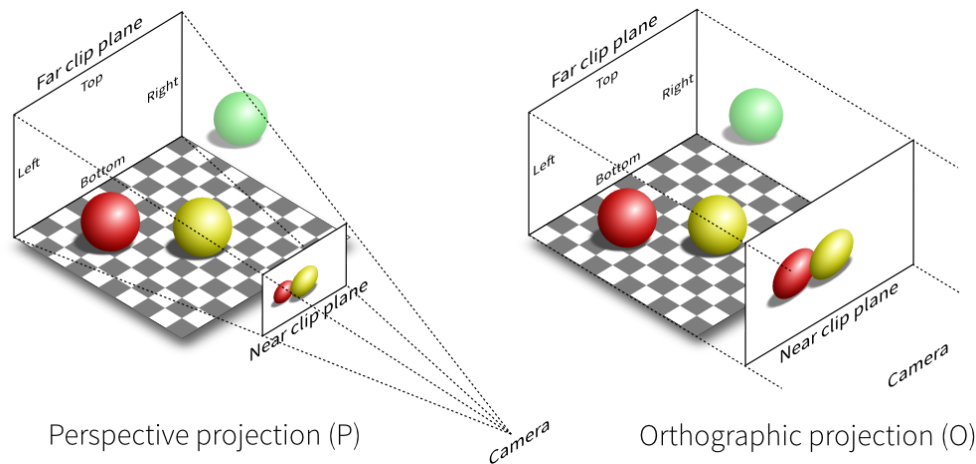 Far clip plane
Top
Right
Left
Bottom
Near clip plane
Camera
Perspective projection (P)
Far clip plane
Top
Right
Left
Bottom
Near clip plane
Camera
Orthographic projection (O)